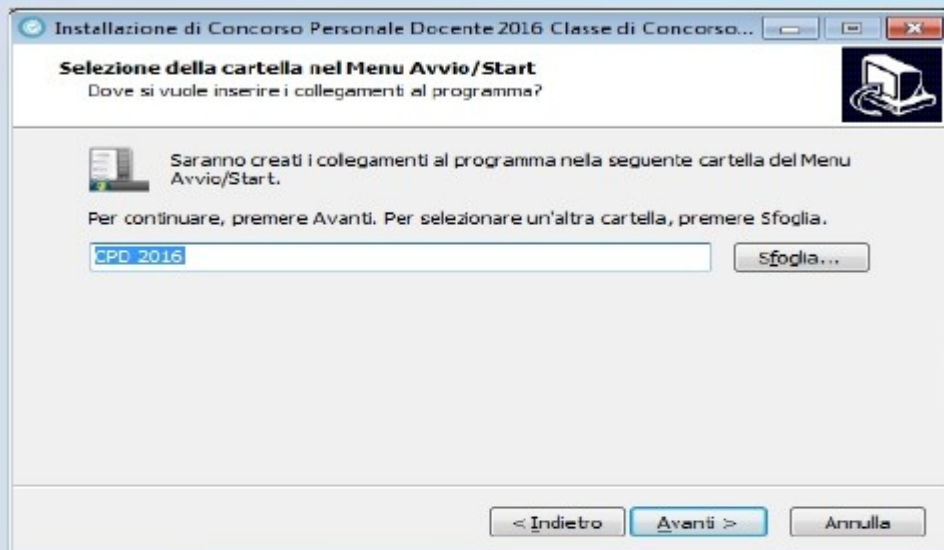 Installazione di Concorso Personale Docente 2016 Classe di Concorso...
Selezione della cartella nel Menu Avvio/Start
Dove si vuole inserire i collegamenti al programma?
Saranno creati i collegamenti al programma nella seguente cartella del Menu
Avvio/Start.
Per continuare, premere Avanti. Per selezionare un'altra cartella, premere Sfoglia.
CPD 2016
Sfoglia...
< Indietro
Avanti >
Annulla